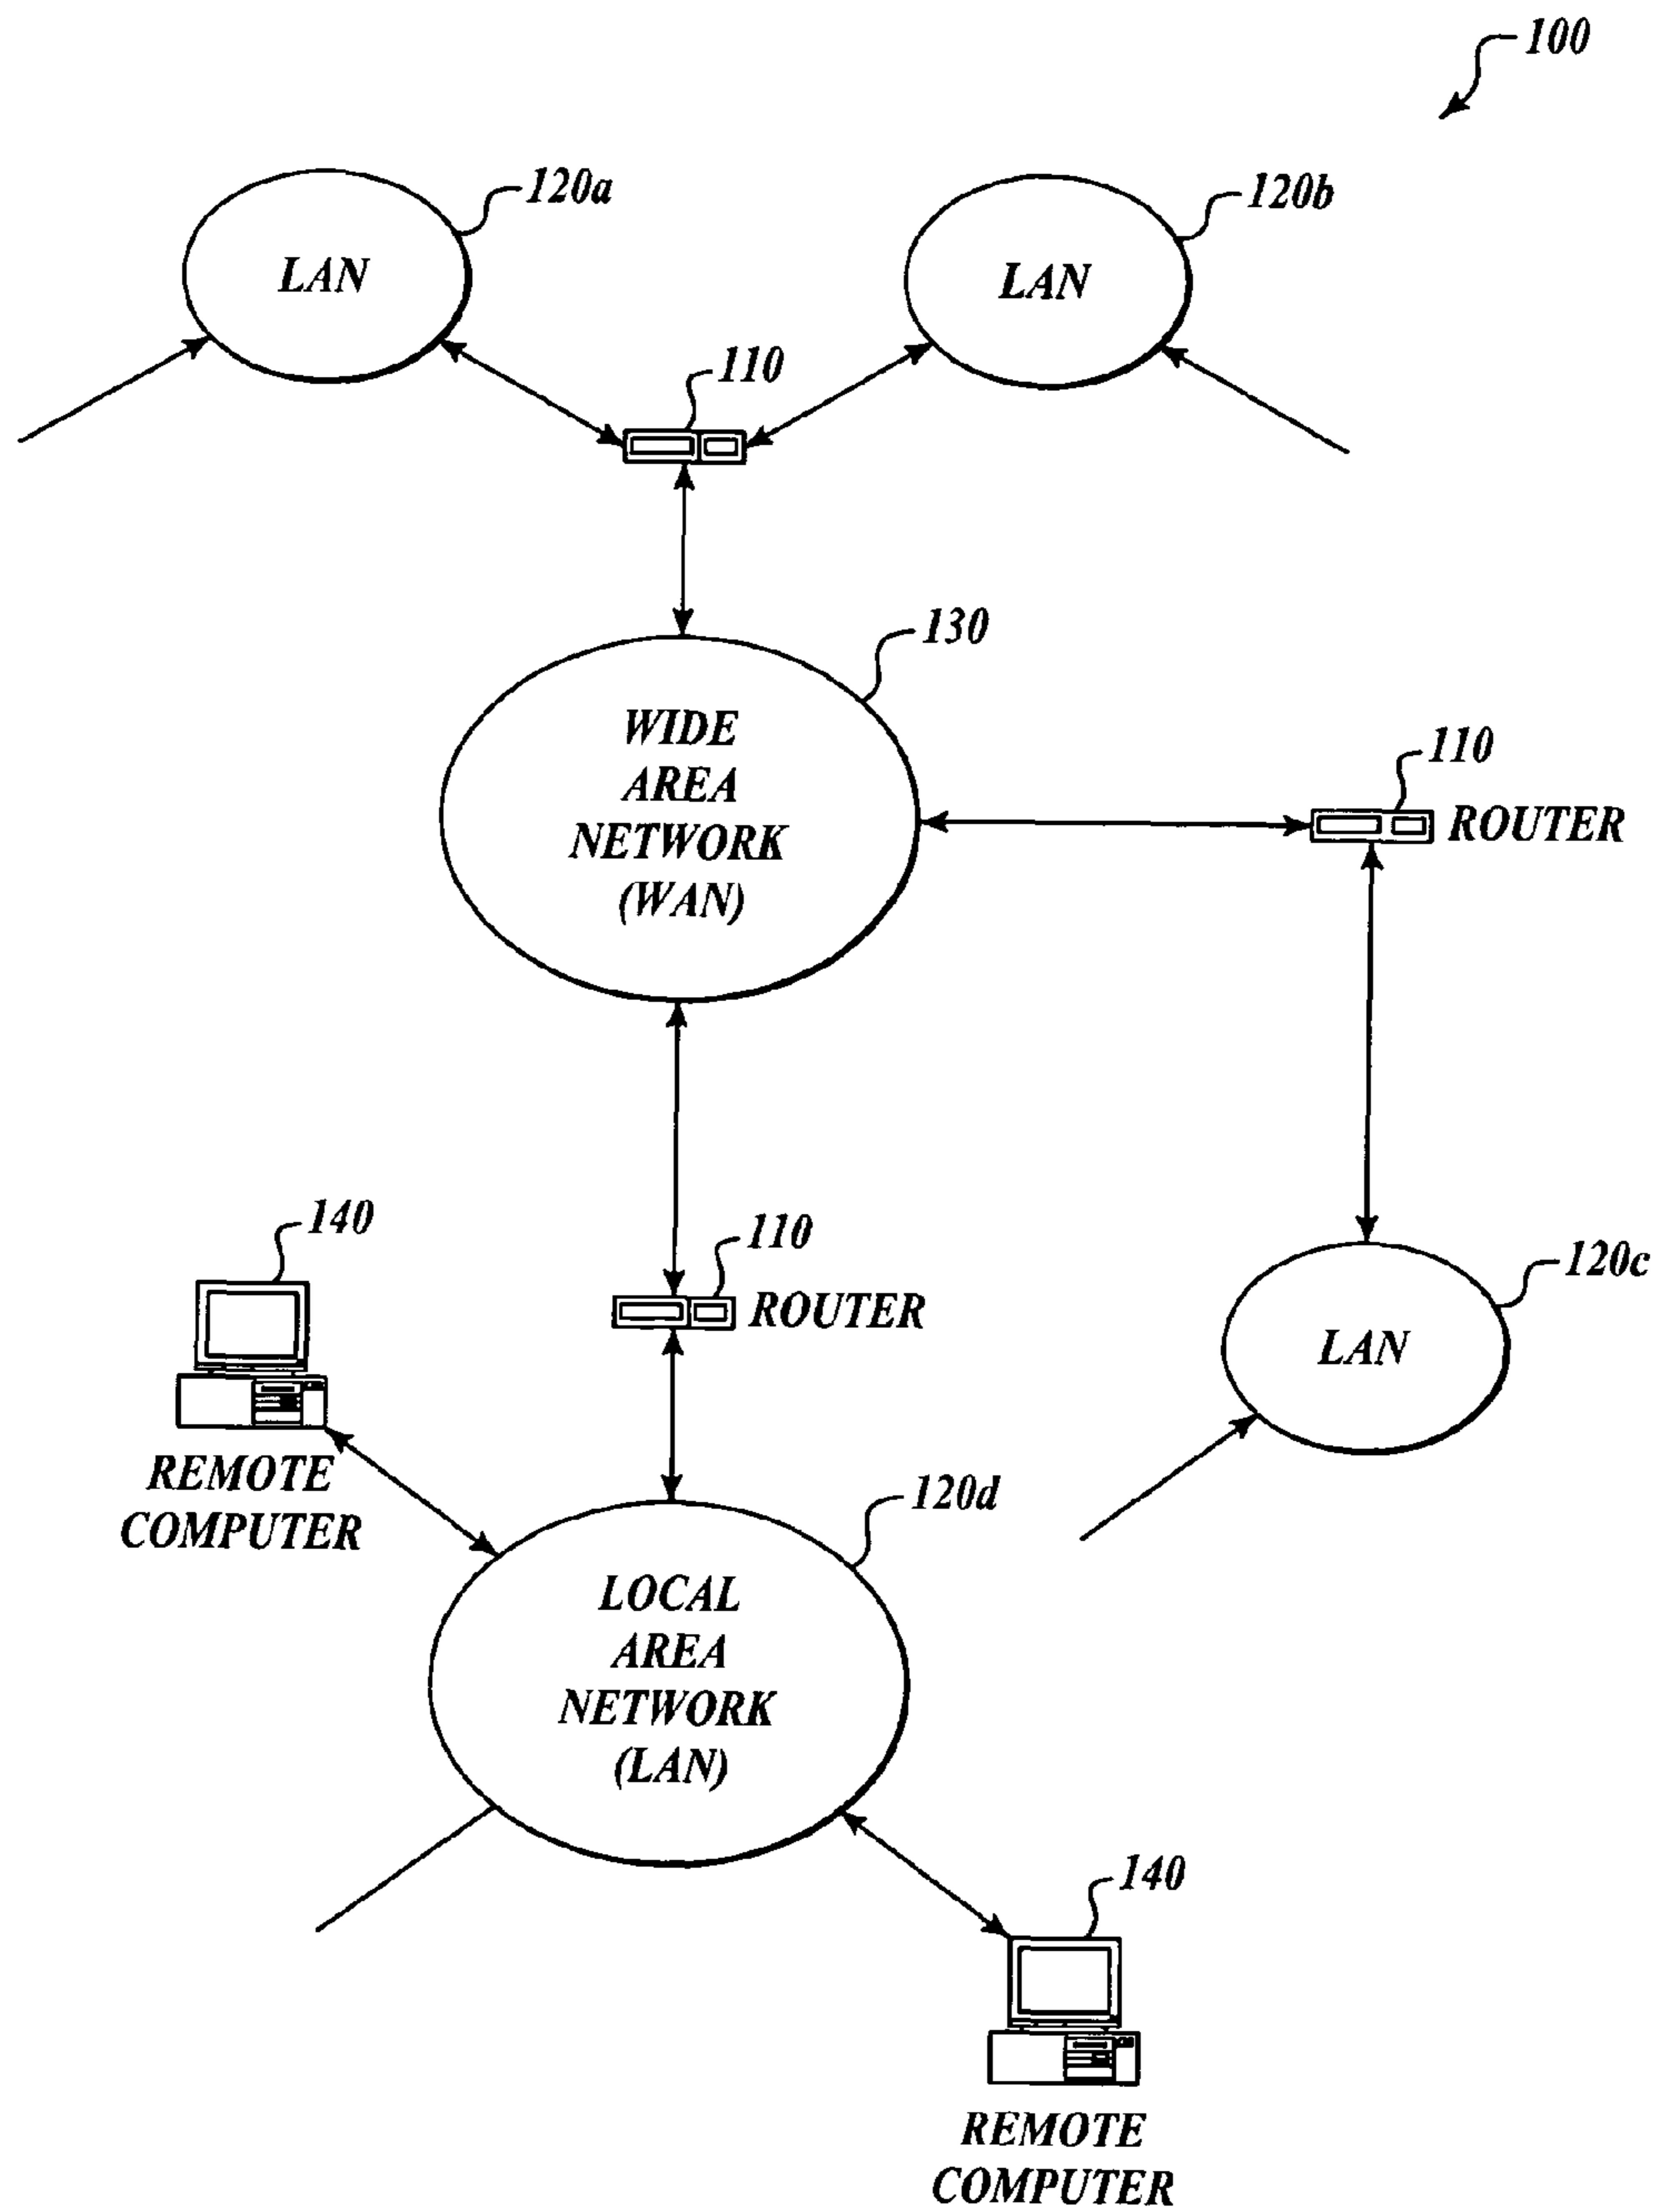 100
120a
LAN
120b
LAN
110
130
WIDE
AREA
NETWORK
(WAN)
110
ROUTER
140
110
ROUTER
120c
LAN
REMOTE
COMPUTER
120d
LOCAL
AREA
NETWORK
(LAN)
140
REMOTE
COMPUTER